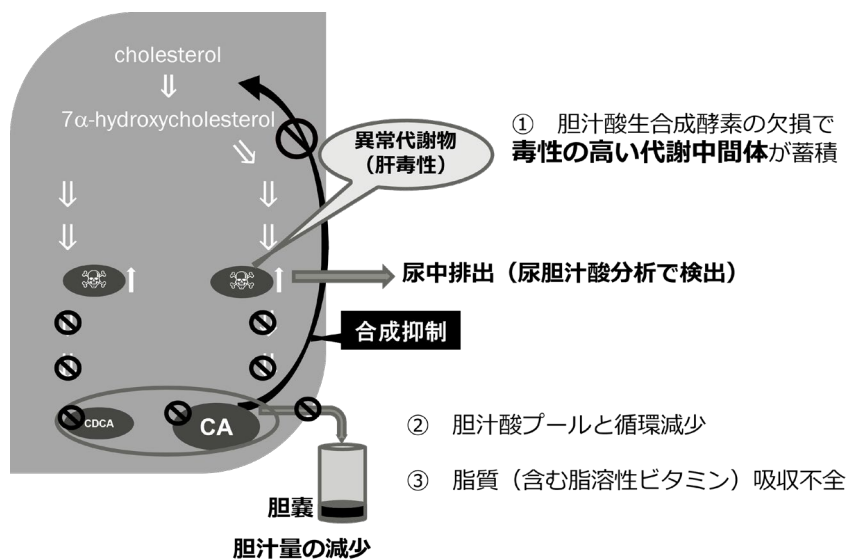 cholesterol
7α-hydroxycholesterol
異常代謝物
(肝毒性)
① 胆汁酸生合成酵素の欠損で
毒性の高い代謝中間体が蓄積
尿中排出（尿胆汁酸分析で検出）
合成抑制
CDCA
CA
② 胆汁酸プールと循環減少
③ 脂質（含む脂溶性ビタミン）吸収不全
胆嚢
胆汁量の減少